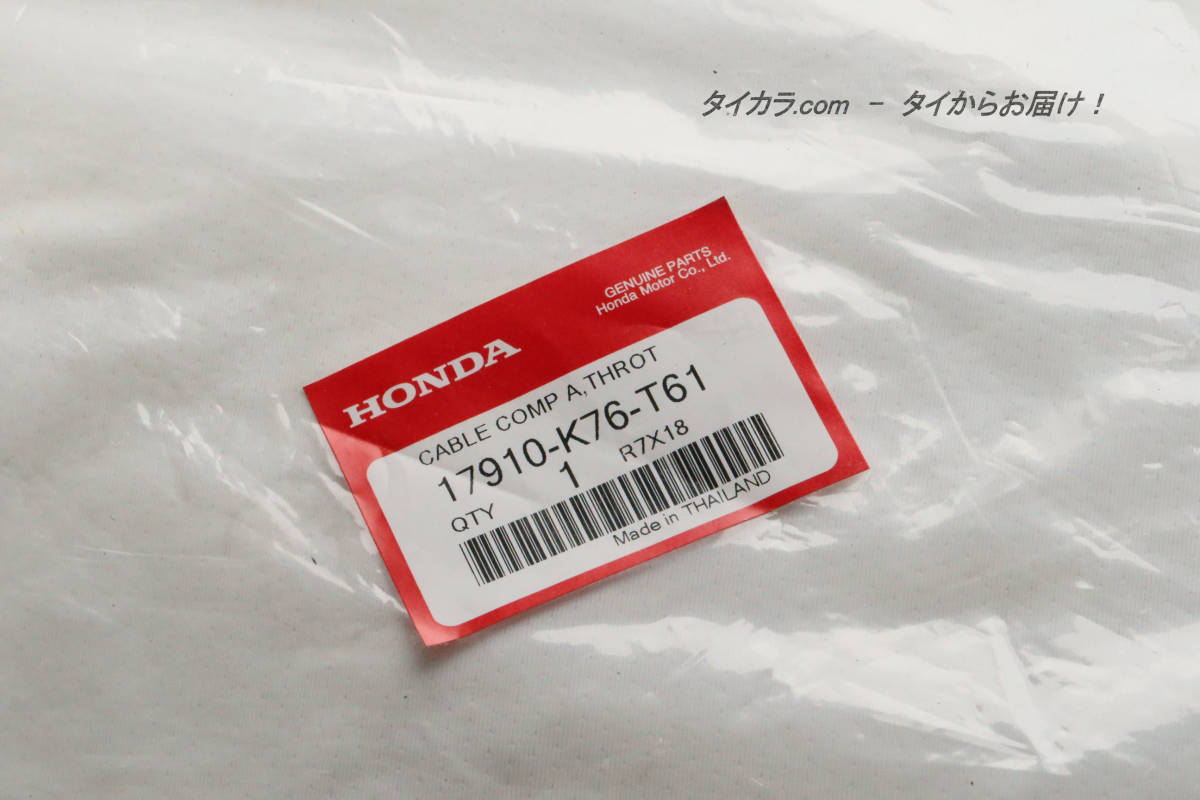 タイカラ.com － タイからお届け！
GENUINE PARTS
Honda Motor Co., Ltd.
HONDA
CABLE COMP A,THROT
17910-K76-T61
QTY 1 R7X18
Made in THAILAND